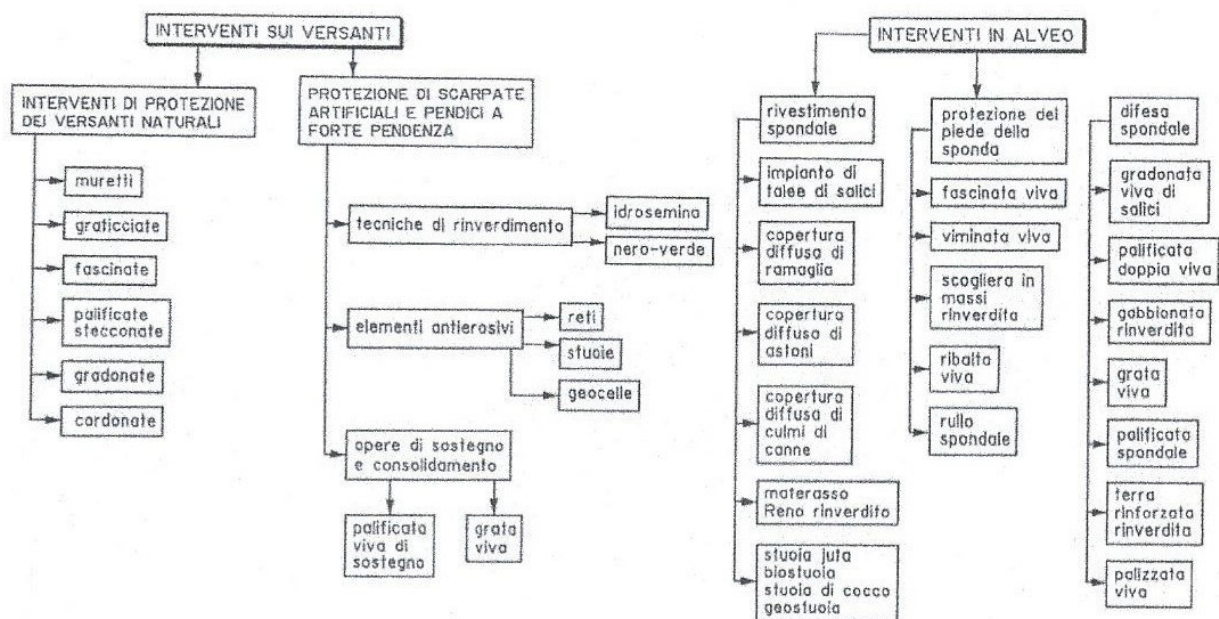 INTERVENTI SUI VERSANTI
INTERVENTI DI PROTEZIONE
DEI VERSANTI NATURALI
muretti
graticciate
fascinate
palificate
stecconate
gradonate
cordonate
PROTEZIONE DI SCARPATE
ARTIFICIALI E PENDICI A
FORTE PENDENZA
tecniche di rinverdimento
idrosemina
nero-verde
elementi antierosivi
reti
stuoie
geocelle
opere di sostegno
e consolidamento
palificata
viva di
sostegno
grata
viva
INTERVENTI IN ALVEO
rivestimento
spondale
impianto di
talee di salici
copertura
diffusa di
ramaglia
copertura
diffusa di
astoni
copertura
diffusa di
culmi di
canne
materasso
Reno rinverdito
stuoia juta
biostuoia
stuoia di cocco
geostuoia
protezione del
piede della
sponda
fascinata viva
viminata viva
scogliera in
massi
rinverdita
ribalta
viva
rullo
spondale
difesa
spondale
gradonata
viva di
salici
palificata
doppia viva
gabbionata
rinverdita
grata
viva
palificata
spondale
terra
rinforzata
rinverdita
palizzata
viva